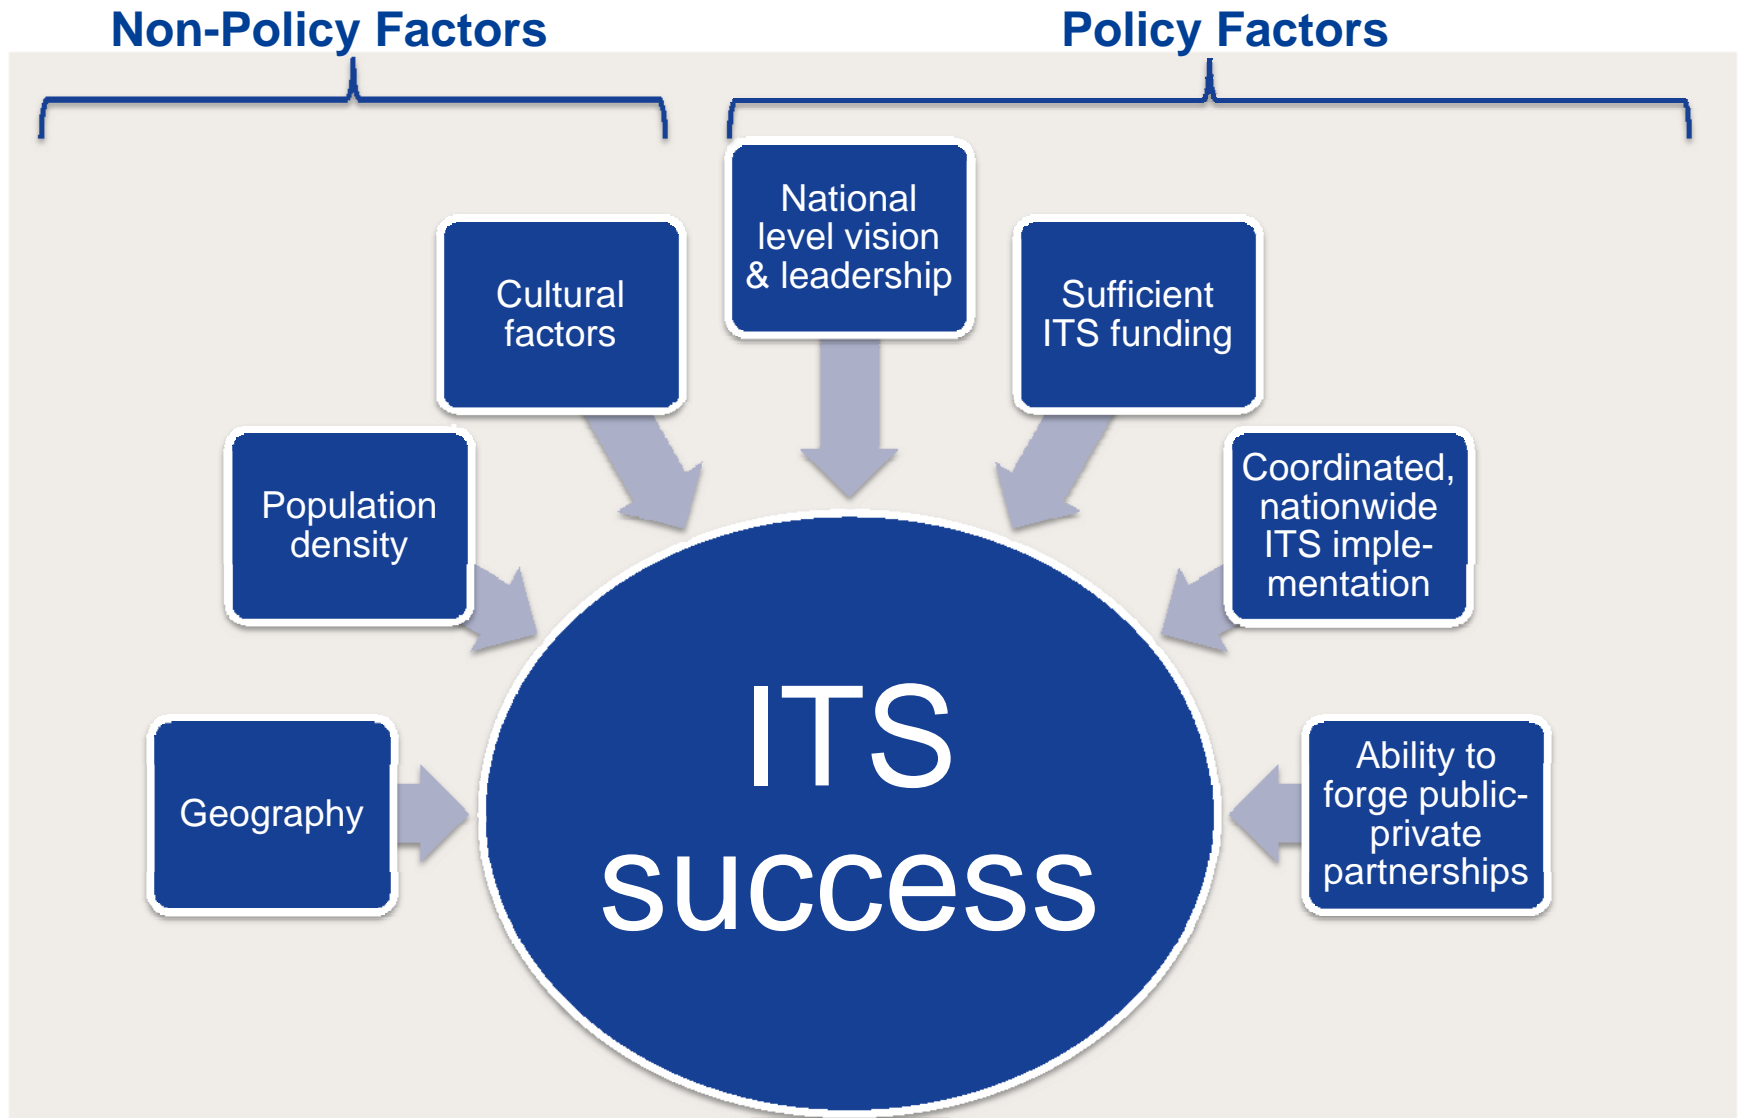 Non-Policy Factors
Policy Factors
National
level vision
& leadership
Cultural
factors
Sufficient
ITS funding
Population
density
Coordinated,
nationwide
ITS imple-
mentation
Geography
ITS
success
Ability to
forge public-
private
partnerships